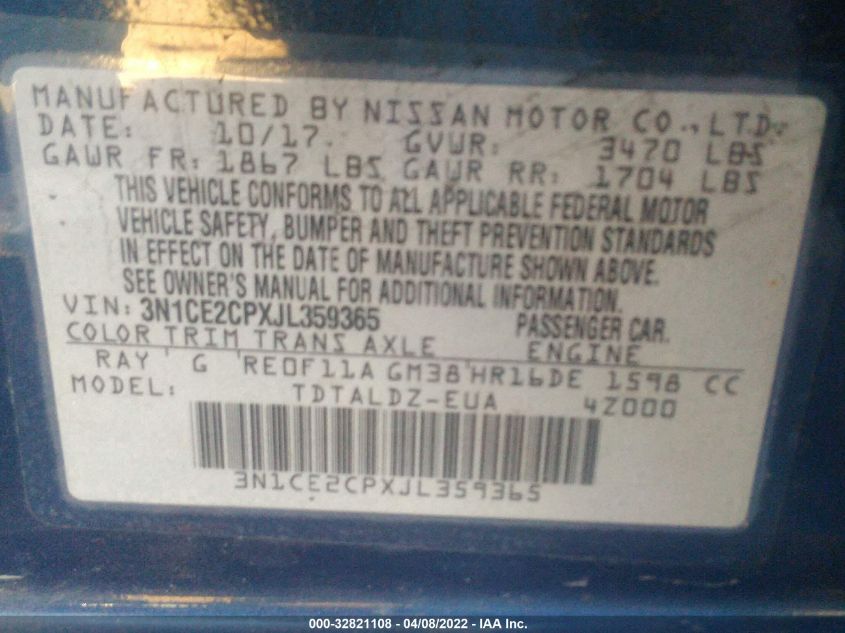 MANUFACTURED BY NISSAN MOTOR CO., LTD.
DATE: 10/17. GVWR: 3470 LBS
GAWR FR: 1867 LBS GAWR RR: 1704 LBS
THIS VEHICLE CONFORMS TO ALL APPLICABLE FEDERAL MOTOR
VEHICLE SAFETY, BUMPER AND THEFT PREVENTION STANDARDS
IN EFFECT ON THE DATE OF MANUFACTURE SHOWN ABOVE.
SEE OWNER'S MANUAL FOR ADDITIONAL INFORMATION.
VIN: 3N1CE2CPXJL359365 PASSENGER CAR.
COLOR TRIM TRANS AXLE ENGINE
RAY' G 'RE0F11A GM38'HR16DE 1598 CC
MODEL: TDTALDZ-EUA 4Z000
3N1CE2CPXJL359365
000-32821108 - 04/08/2022 - IAA Inc.